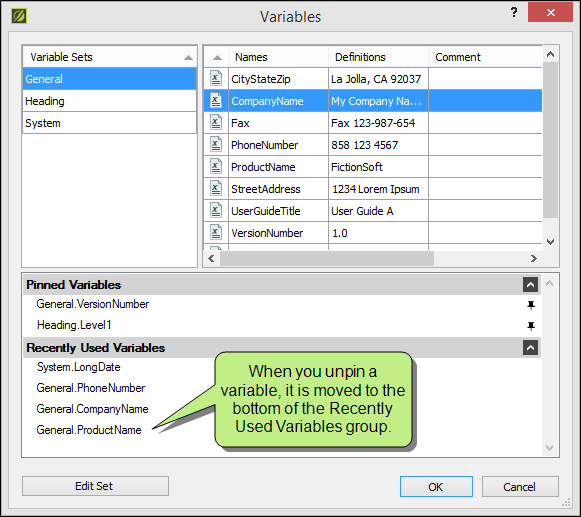 Variables
?
Variable Sets
General
Heading
System
Names Definitions Comment
CityStateZip La Jolla, CA 92037
CompanyName My Company Na...
Fax Fax 123-987-654
PhoneNumber 858 123 4567
ProductName FictionSoft
StreetAddress 1234 Lorem Ipsum
UserGuideTitle User Guide A
VersionNumber 1.0
Pinned Variables
General.VersionNumber
Heading.Level1
Recently Used Variables
System.LongDate
General.PhoneNumber
General.CompanyName
General.ProductName
When you unpin a
variable, it is moved to the
bottom of the Recently
Used Variables group.
Edit Set OK Cancel